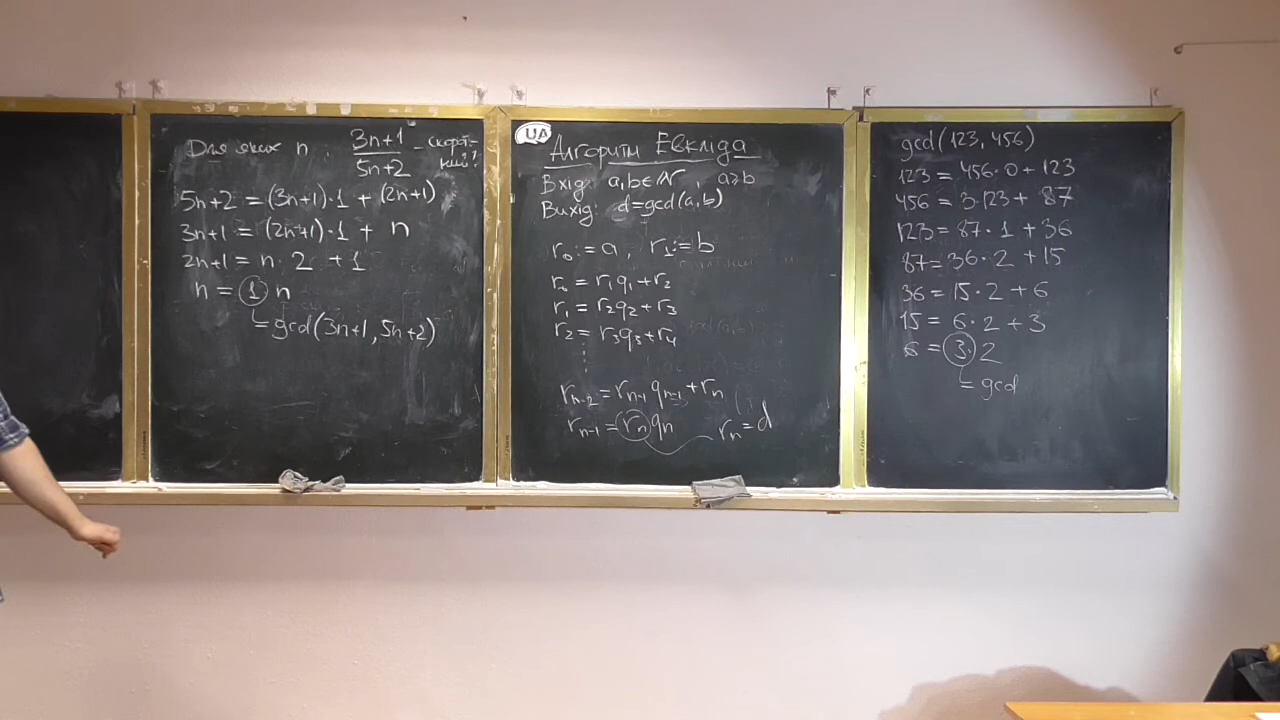 Для яких n: (3n+1)/(5n+2) - скорот-
ний?
5n+2 = (3n+1)·1 + (2n+1)
3n+1 = (2n+1)·1 + n
2n+1 = n·2 + 1
n = 1 n
= gcd(3n+1, 5n+2)
UA
Алгоритм Евкліда
Вхід: a,b∈N, a≥b
Вихід: d=gcd(a,b)
r₀:=a, r₁:=b
r₀ = r₁q₁+r₂
r₁ = r₂q₂+r₃
r₂ = r₃q₃+r₄
rₙ₋₂ = rₙ₋₁qₙ₋₁+rₙ
rₙ₋₁ = rₙqₙ rₙ=d
gcd(123,456)
123 = 456·0 + 123
456 = 3·123 + 87
123 = 87·1 + 36
87 = 36·2 + 15
36 = 15·2 + 6
15 = 6·2 + 3
6 = 3·2
= gcd